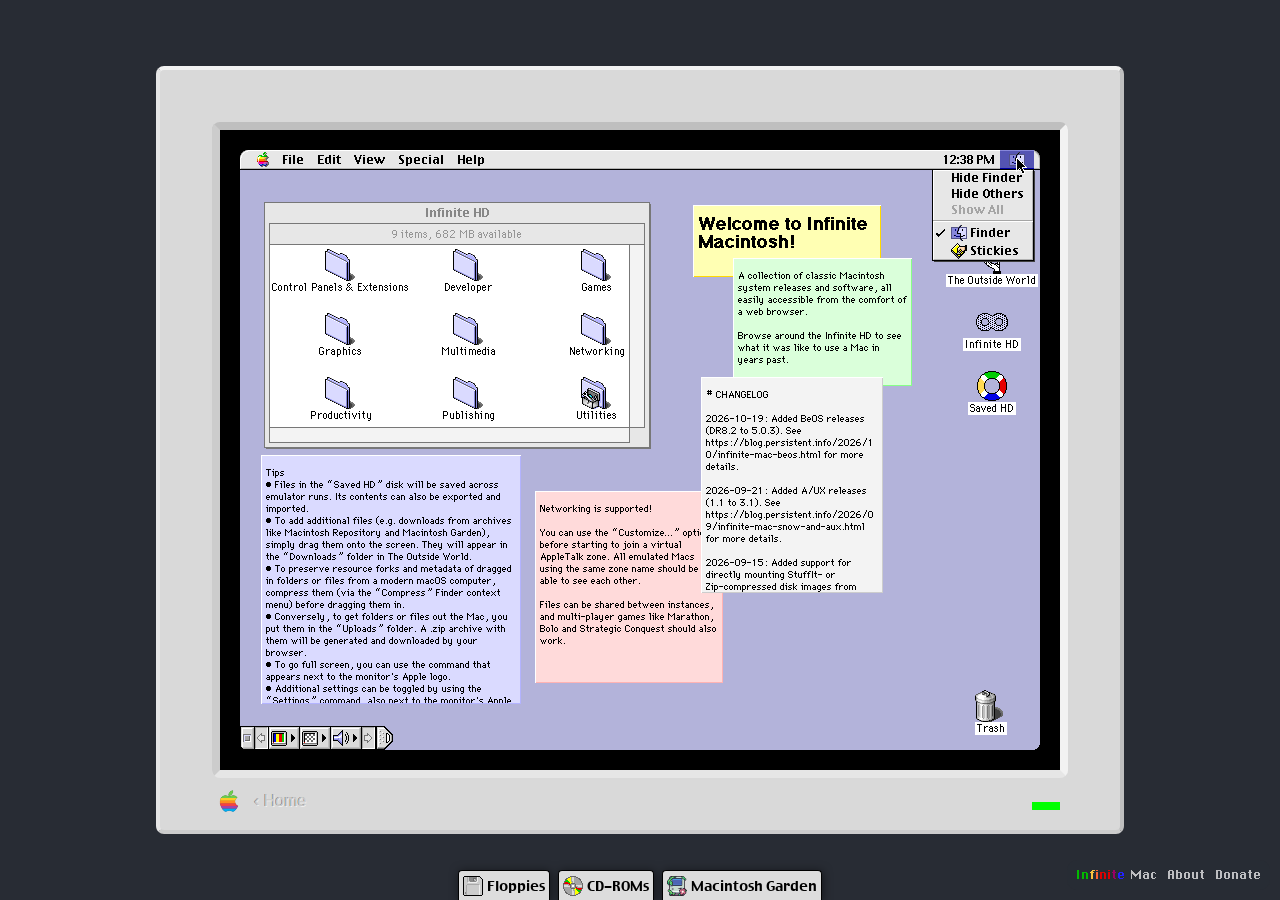 File Edit View Special Help
12:38 PM
Hide Finder
Hide Others
Show All
Finder
Stickies
Infinite HD
9 items, 682 MB available
Control Panels & Extensions
Developer
Games
Graphics
Multimedia
Networking
Productivity
Publishing
Utilities
Welcome to Infinite
Macintosh!
A collection of classic Macintosh
system releases and software, all
easily accessible from the comfort of
a web browser.
Browse around the Infinite HD to see
what it was like to use a Mac in
years past.
# CHANGELOG
2026-10-19: Added BeOS releases
(DR8.2 to 5.0.3). See
https://blog.persistent.info/2026/1
0/infinite-mac-beos.html for more
details.
2026-09-21: Added A/UX releases
(1.1 to 3.1). See
https://blog.persistent.info/2026/0
9/infinite-mac-snow-and-aux.html
for more details.
2026-09-15: Added support for
directly mounting StuffIt- or
Zip-compressed disk images from
The Outside World
Infinite HD
Saved HD
Trash
Tips
● Files in the “Saved HD” disk will be saved across
emulator runs. Its contents can also be exported and
imported.
● To add additional files (e.g. downloads from archives
like Macintosh Repository and Macintosh Garden),
simply drag them onto the screen. They will appear in
the “Downloads” folder in The Outside World.
● To preserve resource forks and metadata of dragged
in folders or files from a modern macOS computer,
compress them (via the “Compress” Finder context
menu) before dragging them in.
● Conversely, to get folders or files out the Mac, you
put them in the “Uploads” folder. A .zip archive with
them will be generated and downloaded by your
browser.
● To go full screen, you can use the command that
appears next to the monitor's Apple logo.
● Additional settings can be toggled by using the
“Settings” command, also next to the monitor's Apple
Networking is supported!
You can use the “Customize...” opti
before starting to join a virtual
AppleTalk zone. All emulated Macs
using the same zone name should be
able to see each other.
Files can be shared between instances,
and multi-player games like Marathon,
Bolo and Strategic Conquest should also
work.
‹ Home
Floppies
CD-ROMs
Macintosh Garden
Infinite Mac About Donate